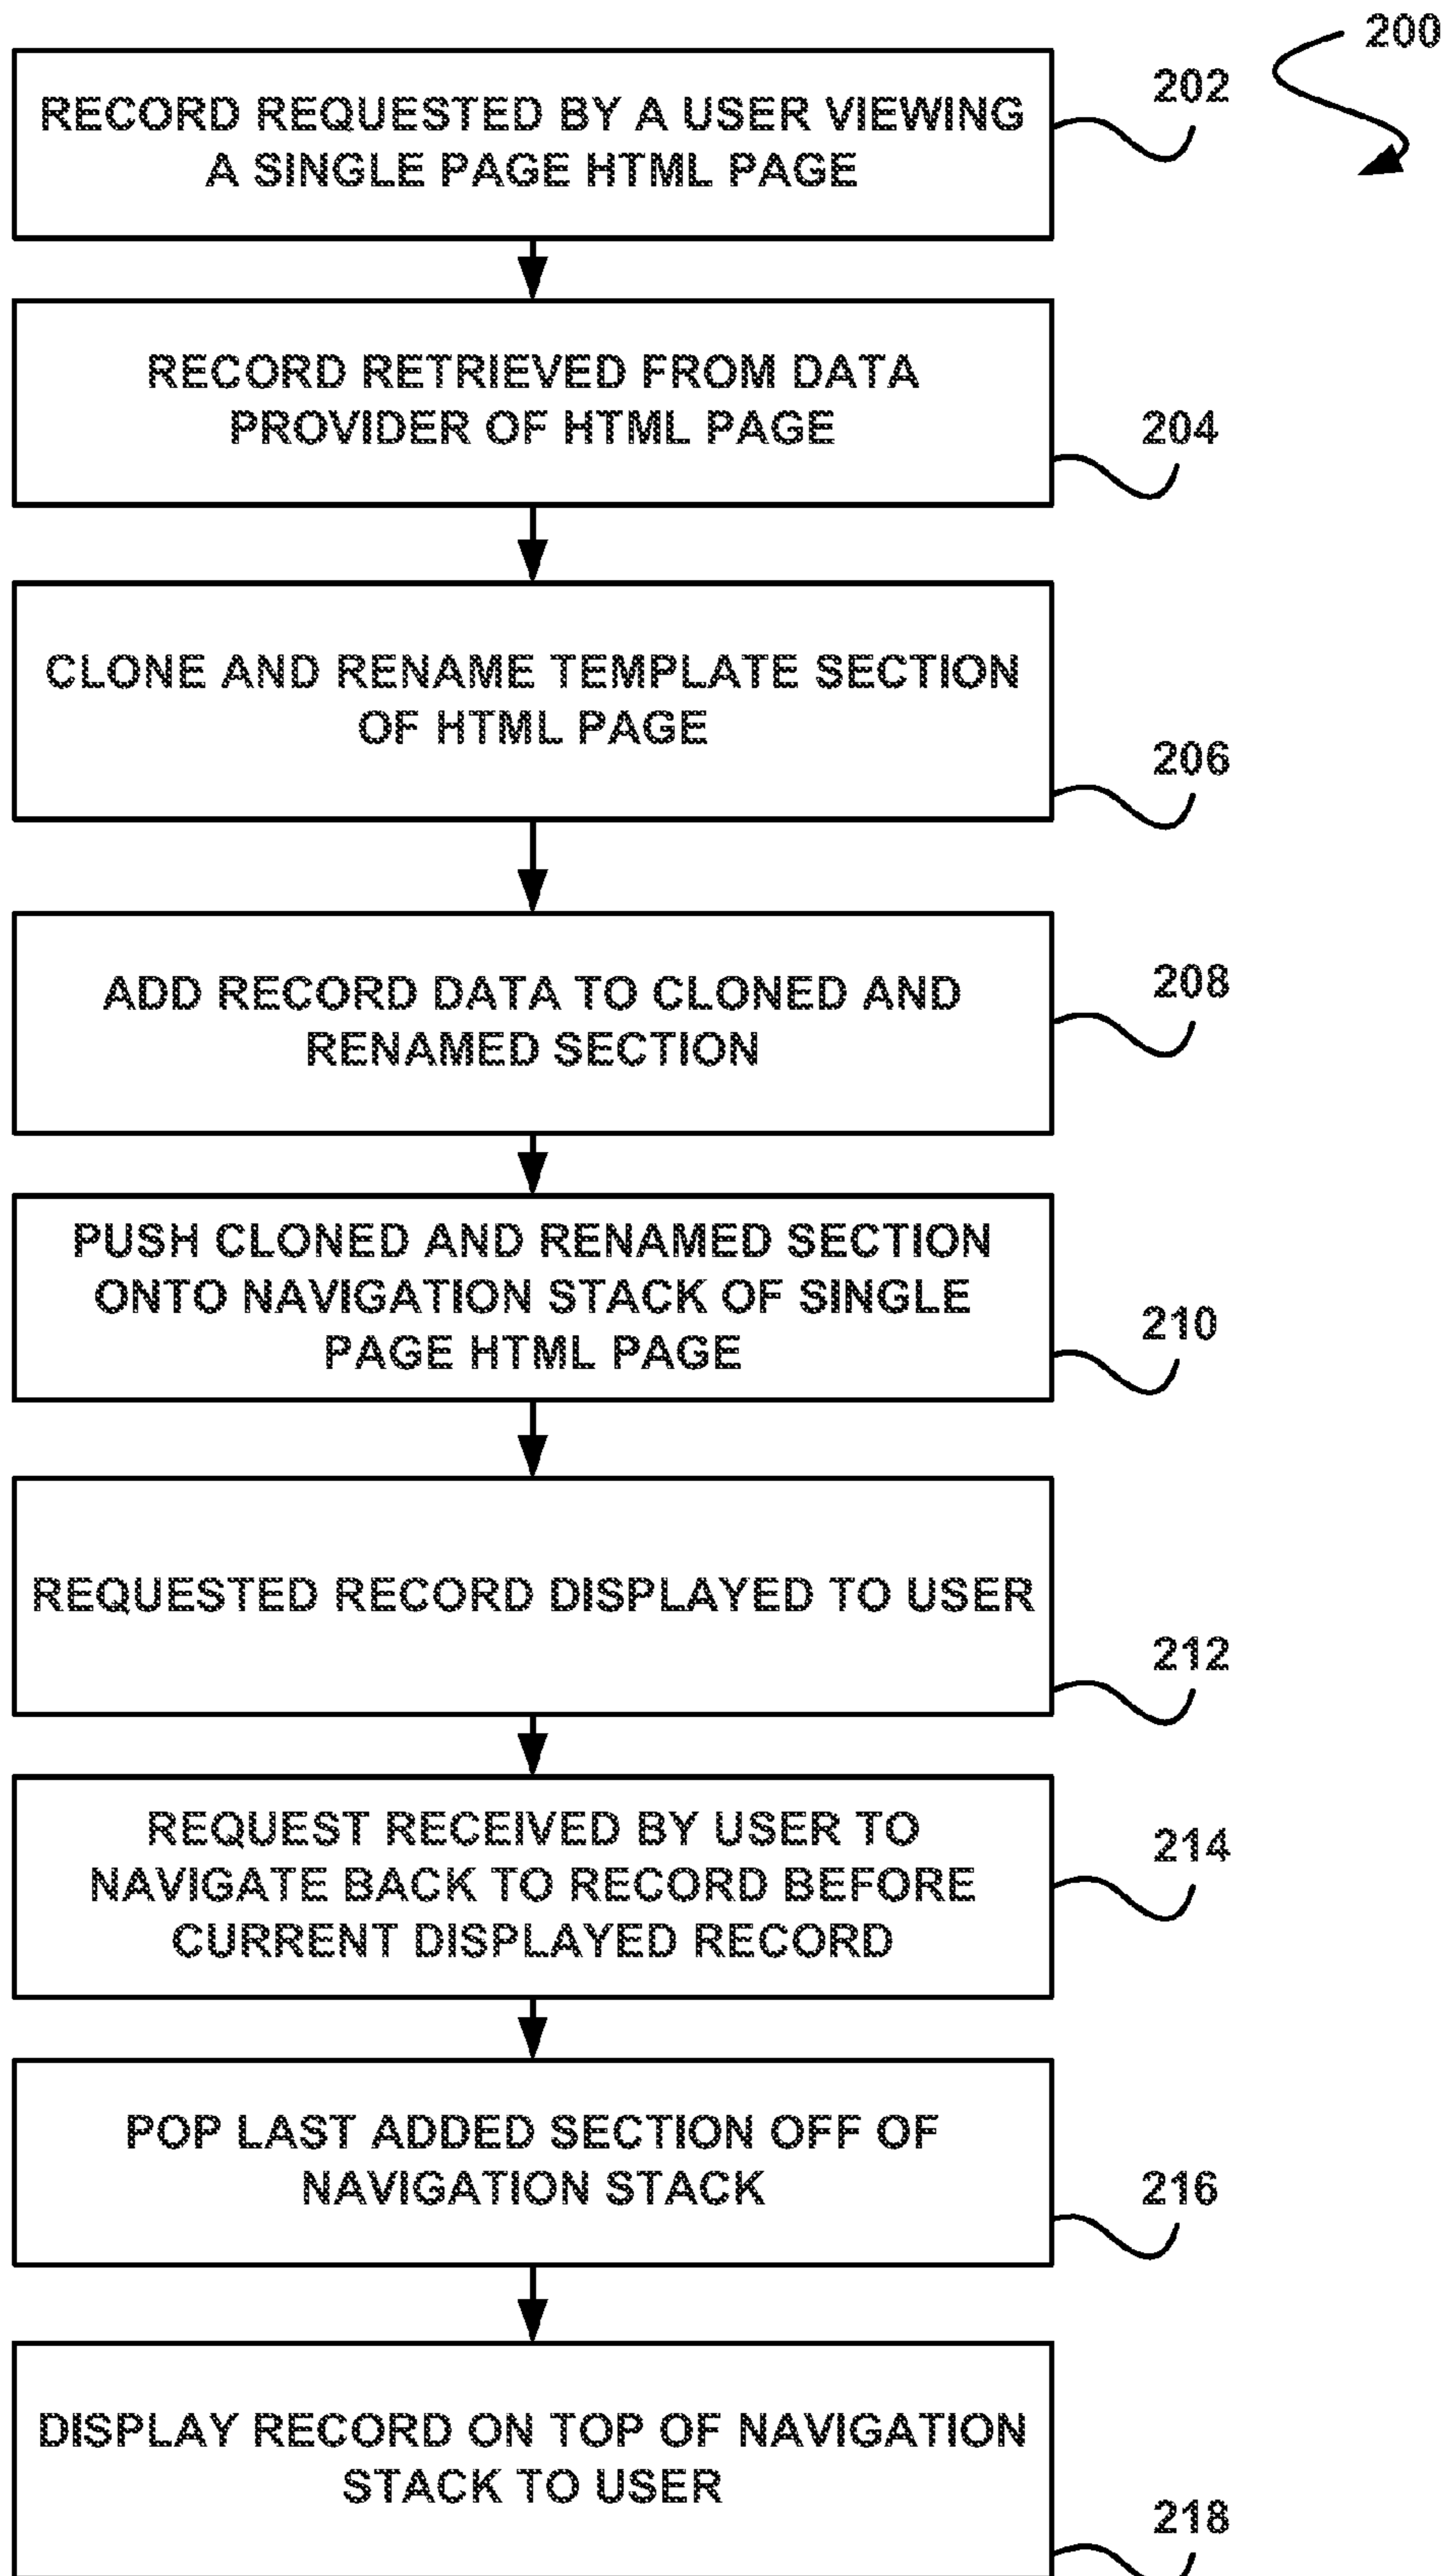 200
RECORD REQUESTED BY A USER VIEWING
A SINGLE PAGE HTML PAGE
202
RECORD RETRIEVED FROM DATA
PROVIDER OF HTML PAGE
204
CLONE AND RENAME TEMPLATE SECTION
OF HTML PAGE
206
ADD RECORD DATA TO CLONED AND
RENAMED SECTION
208
PUSH CLONED AND RENAMED SECTION
ONTO NAVIGATION STACK OF SINGLE
PAGE HTML PAGE
210
REQUESTED RECORD DISPLAYED TO USER
212
REQUEST RECEIVED BY USER TO
NAVIGATE BACK TO RECORD BEFORE
CURRENT DISPLAYED RECORD
214
POP LAST ADDED SECTION OFF OF
NAVIGATION STACK
216
DISPLAY RECORD ON TOP OF NAVIGATION
STACK TO USER
218